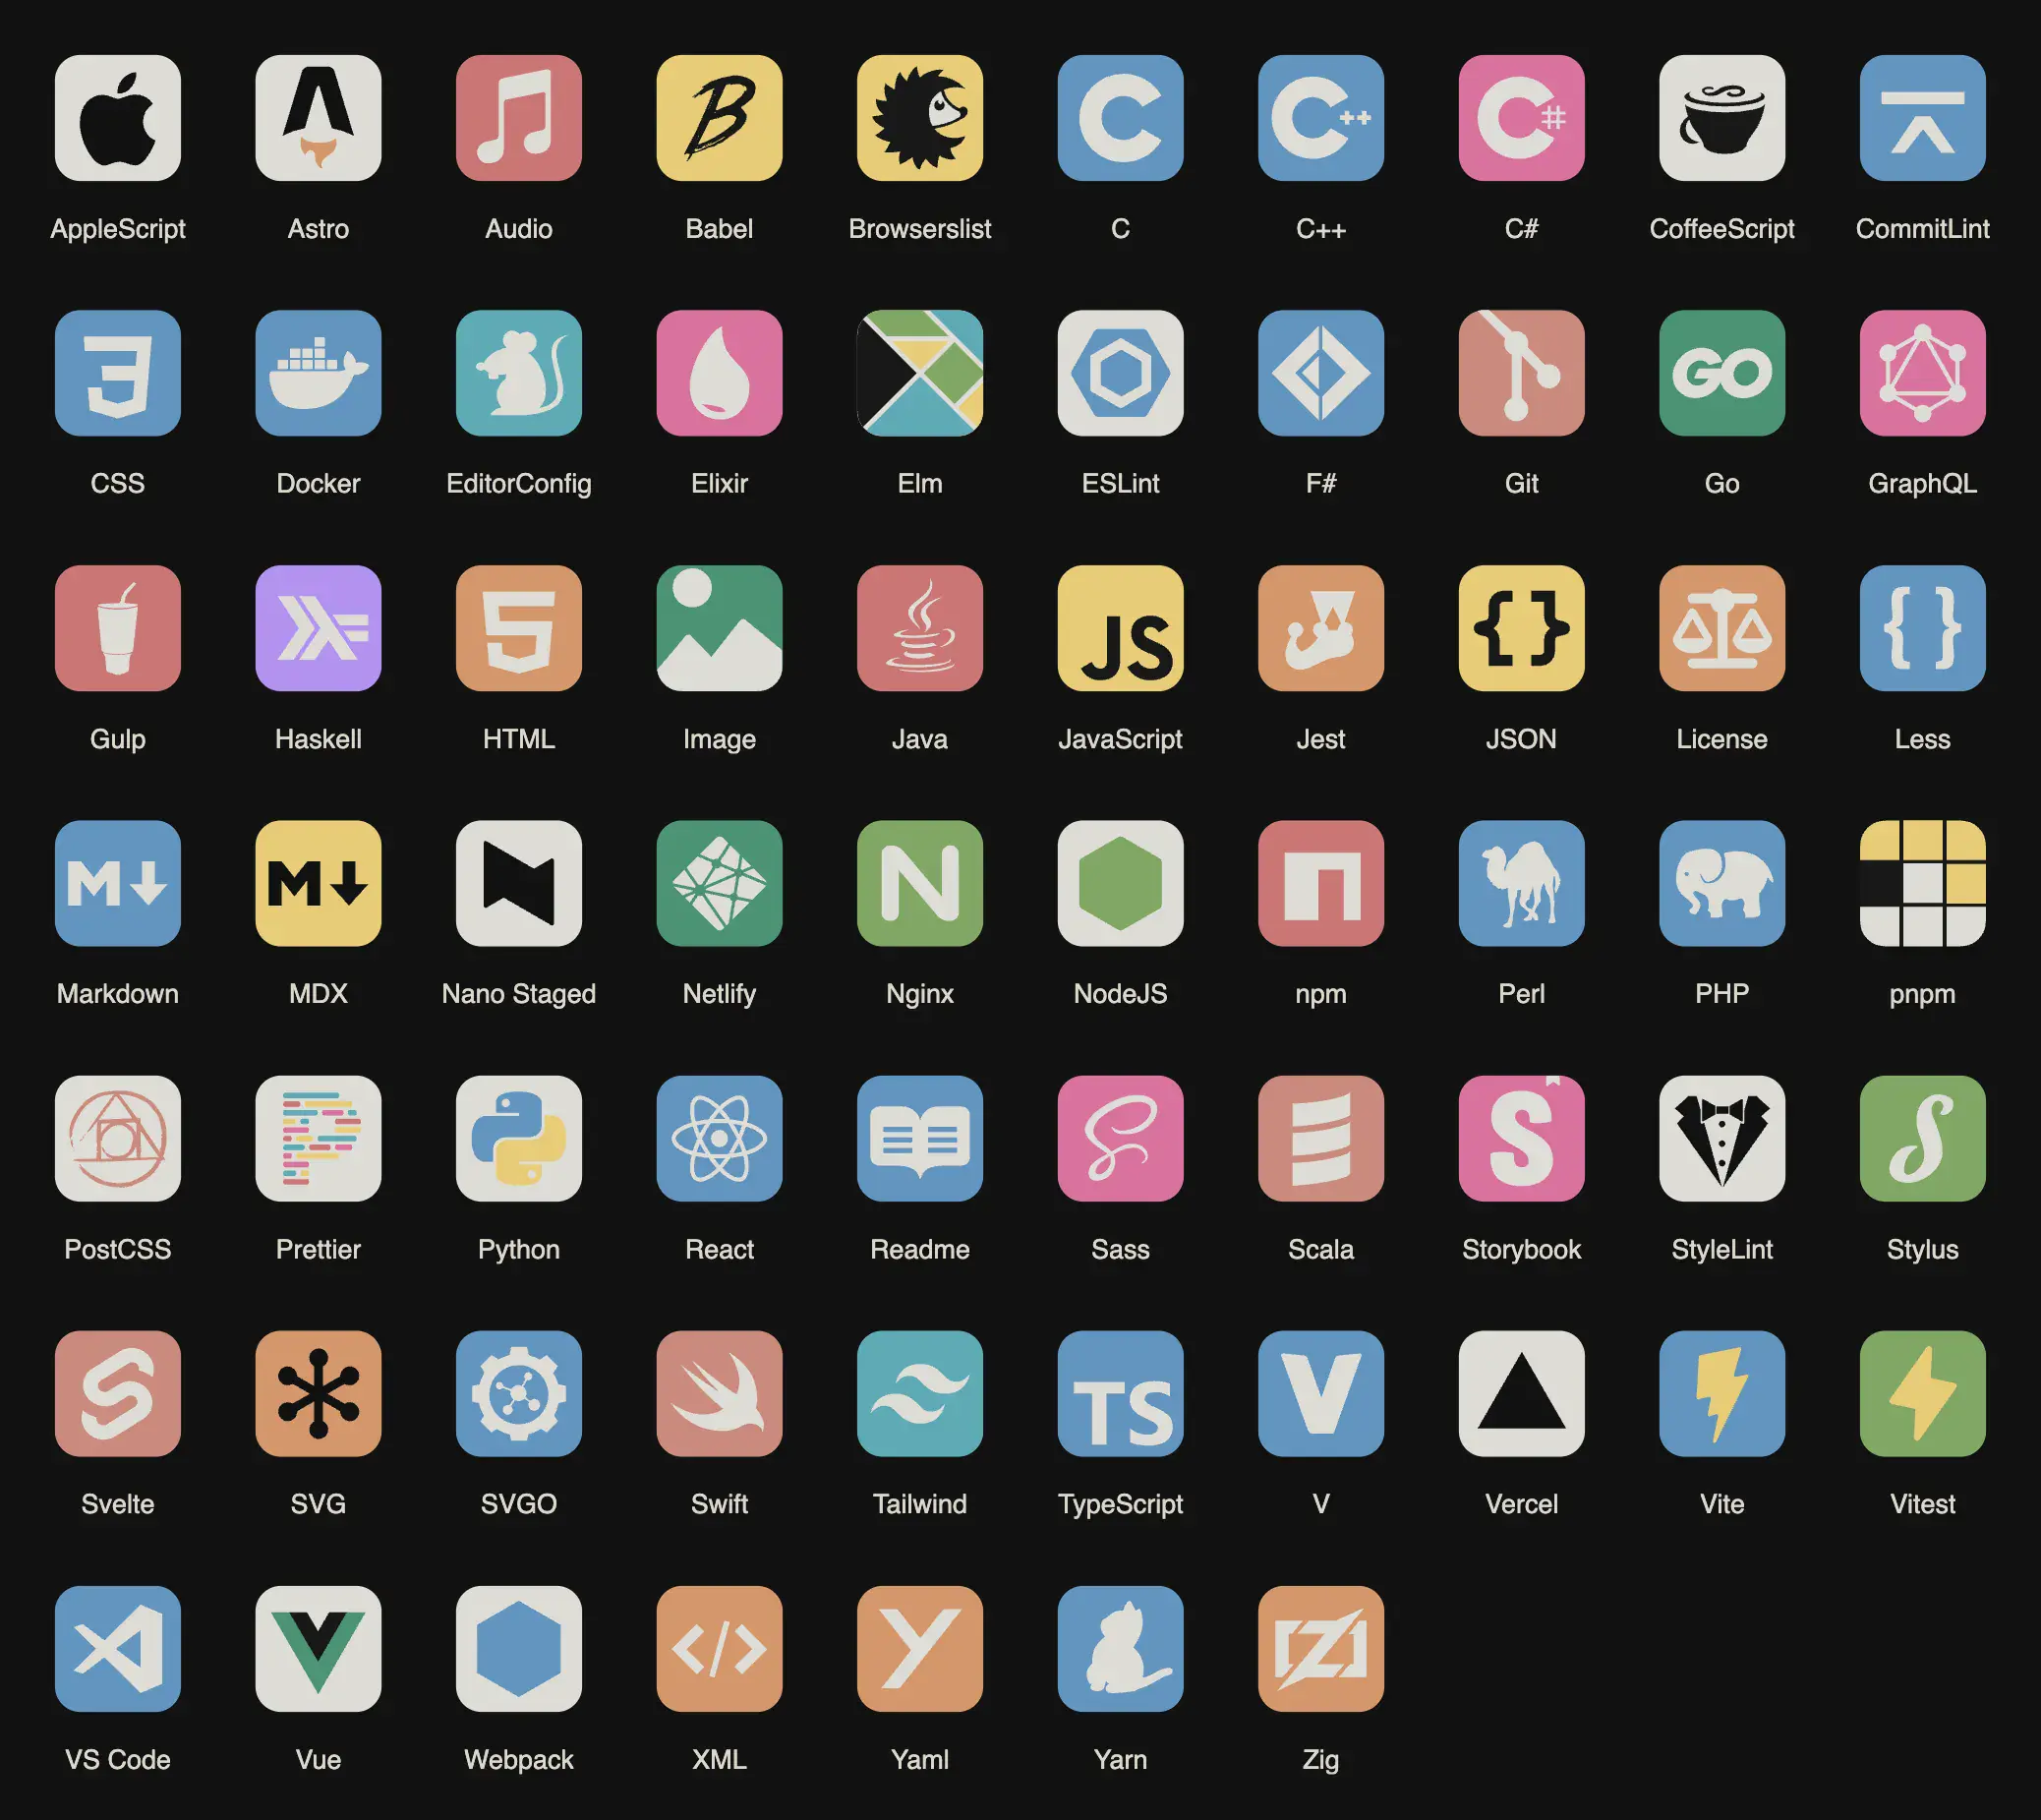 AppleScript Astro Audio Babel Browserslist C C++ C# CoffeeScript CommitLint
CSS Docker EditorConfig Elixir Elm ESLint F# Git Go GraphQL
GO
JS
Gulp Haskell HTML Image Java JavaScript Jest JSON License Less
M M N
Markdown MDX Nano Staged Netlify Nginx NodeJS npm Perl PHP pnpm
PostCSS Prettier Python React Readme Sass Scala Storybook StyleLint Stylus
TS V
Svelte SVG SVGO Swift Tailwind TypeScript V Vercel Vite Vitest
VS Code Vue Webpack XML Yaml Yarn Zig